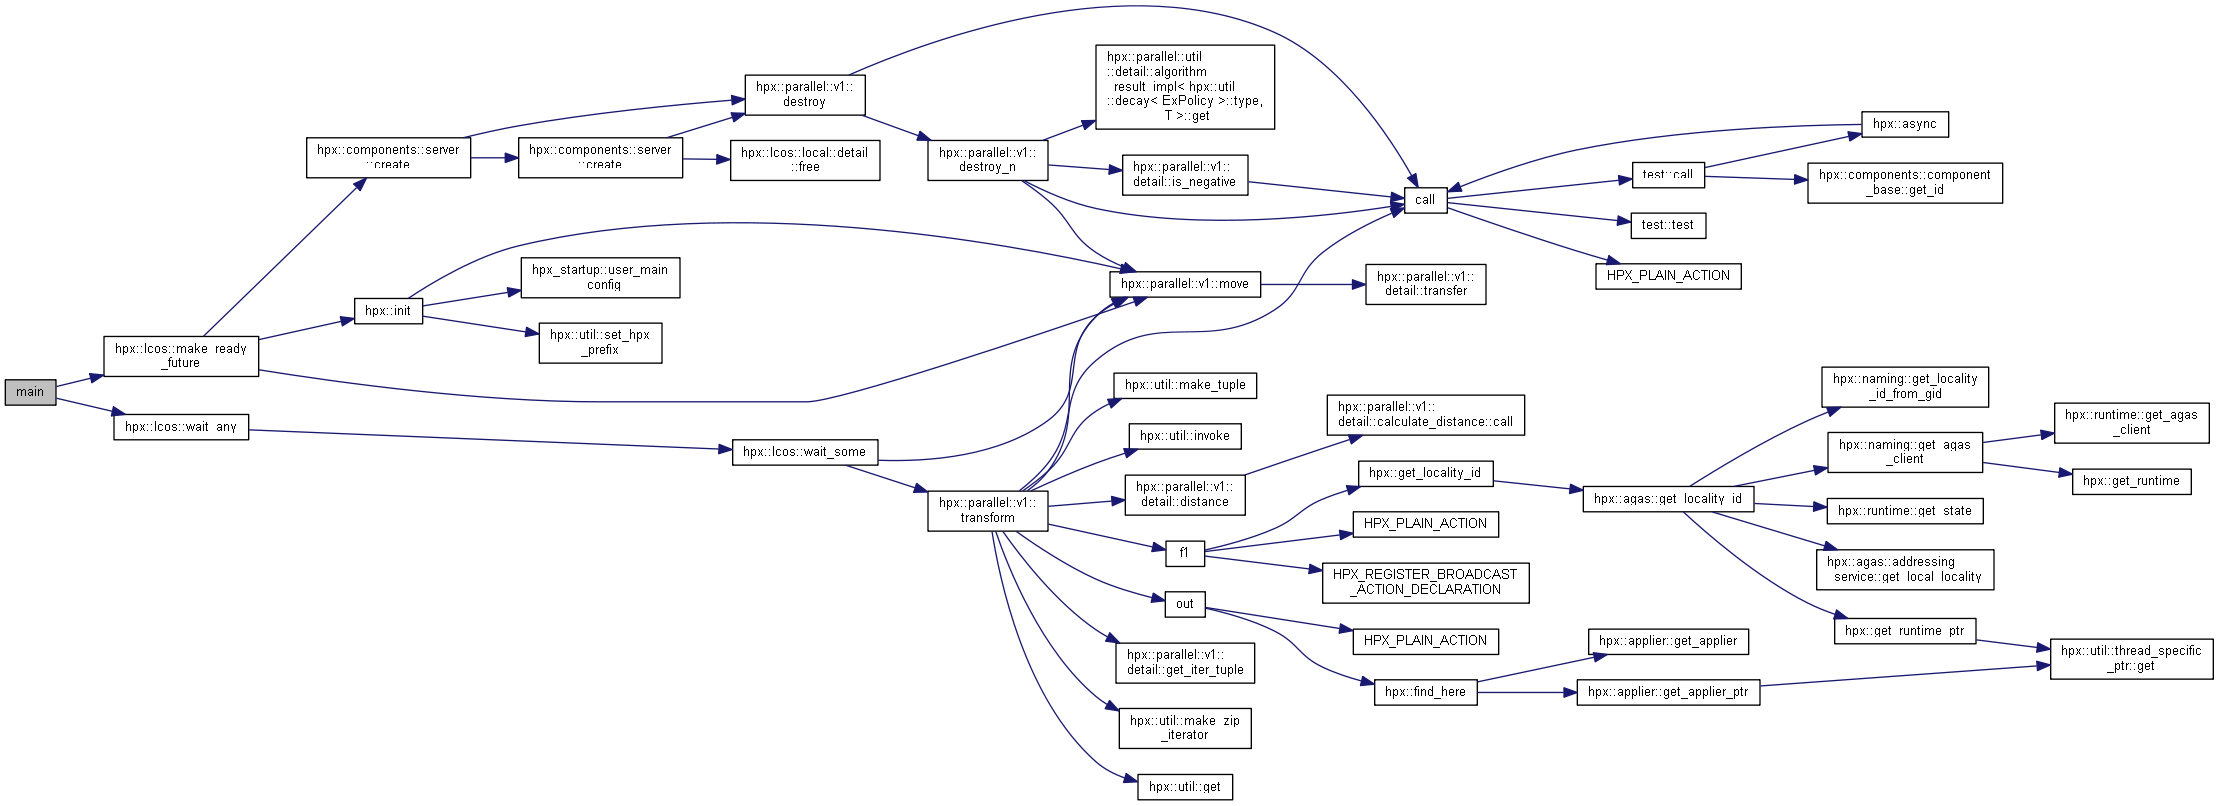 main
hpx::lcos::make_ready
_future
hpx::lcos::wait_any
hpx::components::server
::create
hpx::init
hpx::components::server
::create
hpx_startup::user_main
_config
hpx::util::set_hpx
_prefix
hpx::parallel::v1::
destroy
hpx::lcos::local::detail
::free
hpx::lcos::wait_some
hpx::parallel::v1::
destroy_n
hpx::parallel::v1::
transform
hpx::parallel::util
::detail::algorithm
_result_impl< hpx::util
::decay< ExPolicy >::type,
T >::get
hpx::parallel::v1::
detail::is_negative
hpx::parallel::v1::move
hpx::util::make_tuple
hpx::util::invoke
hpx::parallel::v1::
detail::distance
f1
out
hpx::parallel::v1::
detail::get_iter_tuple
hpx::util::make_zip
_iterator
hpx::util::get
call
hpx::parallel::v1::
detail::transfer
hpx::parallel::v1::
detail::calculate_distance::call
hpx::get_locality_id
HPX_PLAIN_ACTION
HPX_REGISTER_BROADCAST
_ACTION_DECLARATION
HPX_PLAIN_ACTION
hpx::find_here
test::call
test::test
HPX_PLAIN_ACTION
hpx::agas::get_locality_id
hpx::applier::get_applier
hpx::applier::get_applier_ptr
hpx::async
hpx::components::component
_base::get_id
hpx::naming::get_locality
_id_from_gid
hpx::naming::get_agas
_client
hpx::runtime::get_state
hpx::agas::addressing
_service::get_local_locality
hpx::get_runtime_ptr
hpx::runtime::get_agas
_client
hpx::get_runtime
hpx::util::thread_specific
_ptr::get